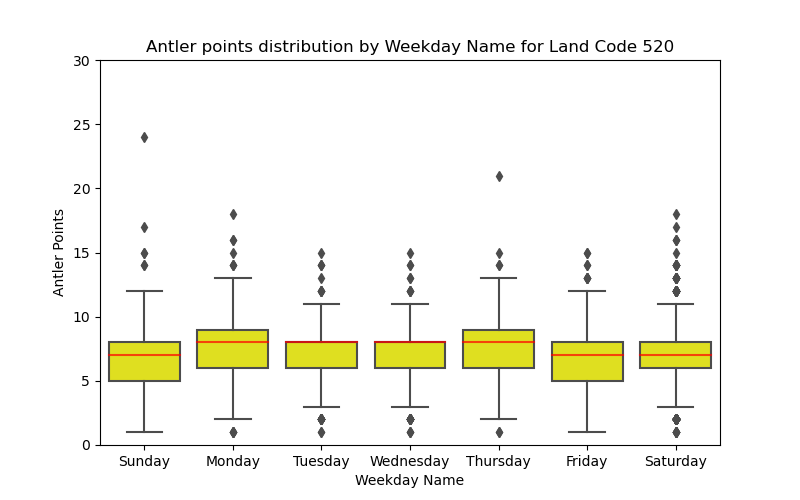 Antler points distribution by Weekday Name for Land Code 520
30
25
20
15
10
5
0
Antler Points
Sunday Monday Tuesday Wednesday Thursday Friday Saturday
Weekday Name